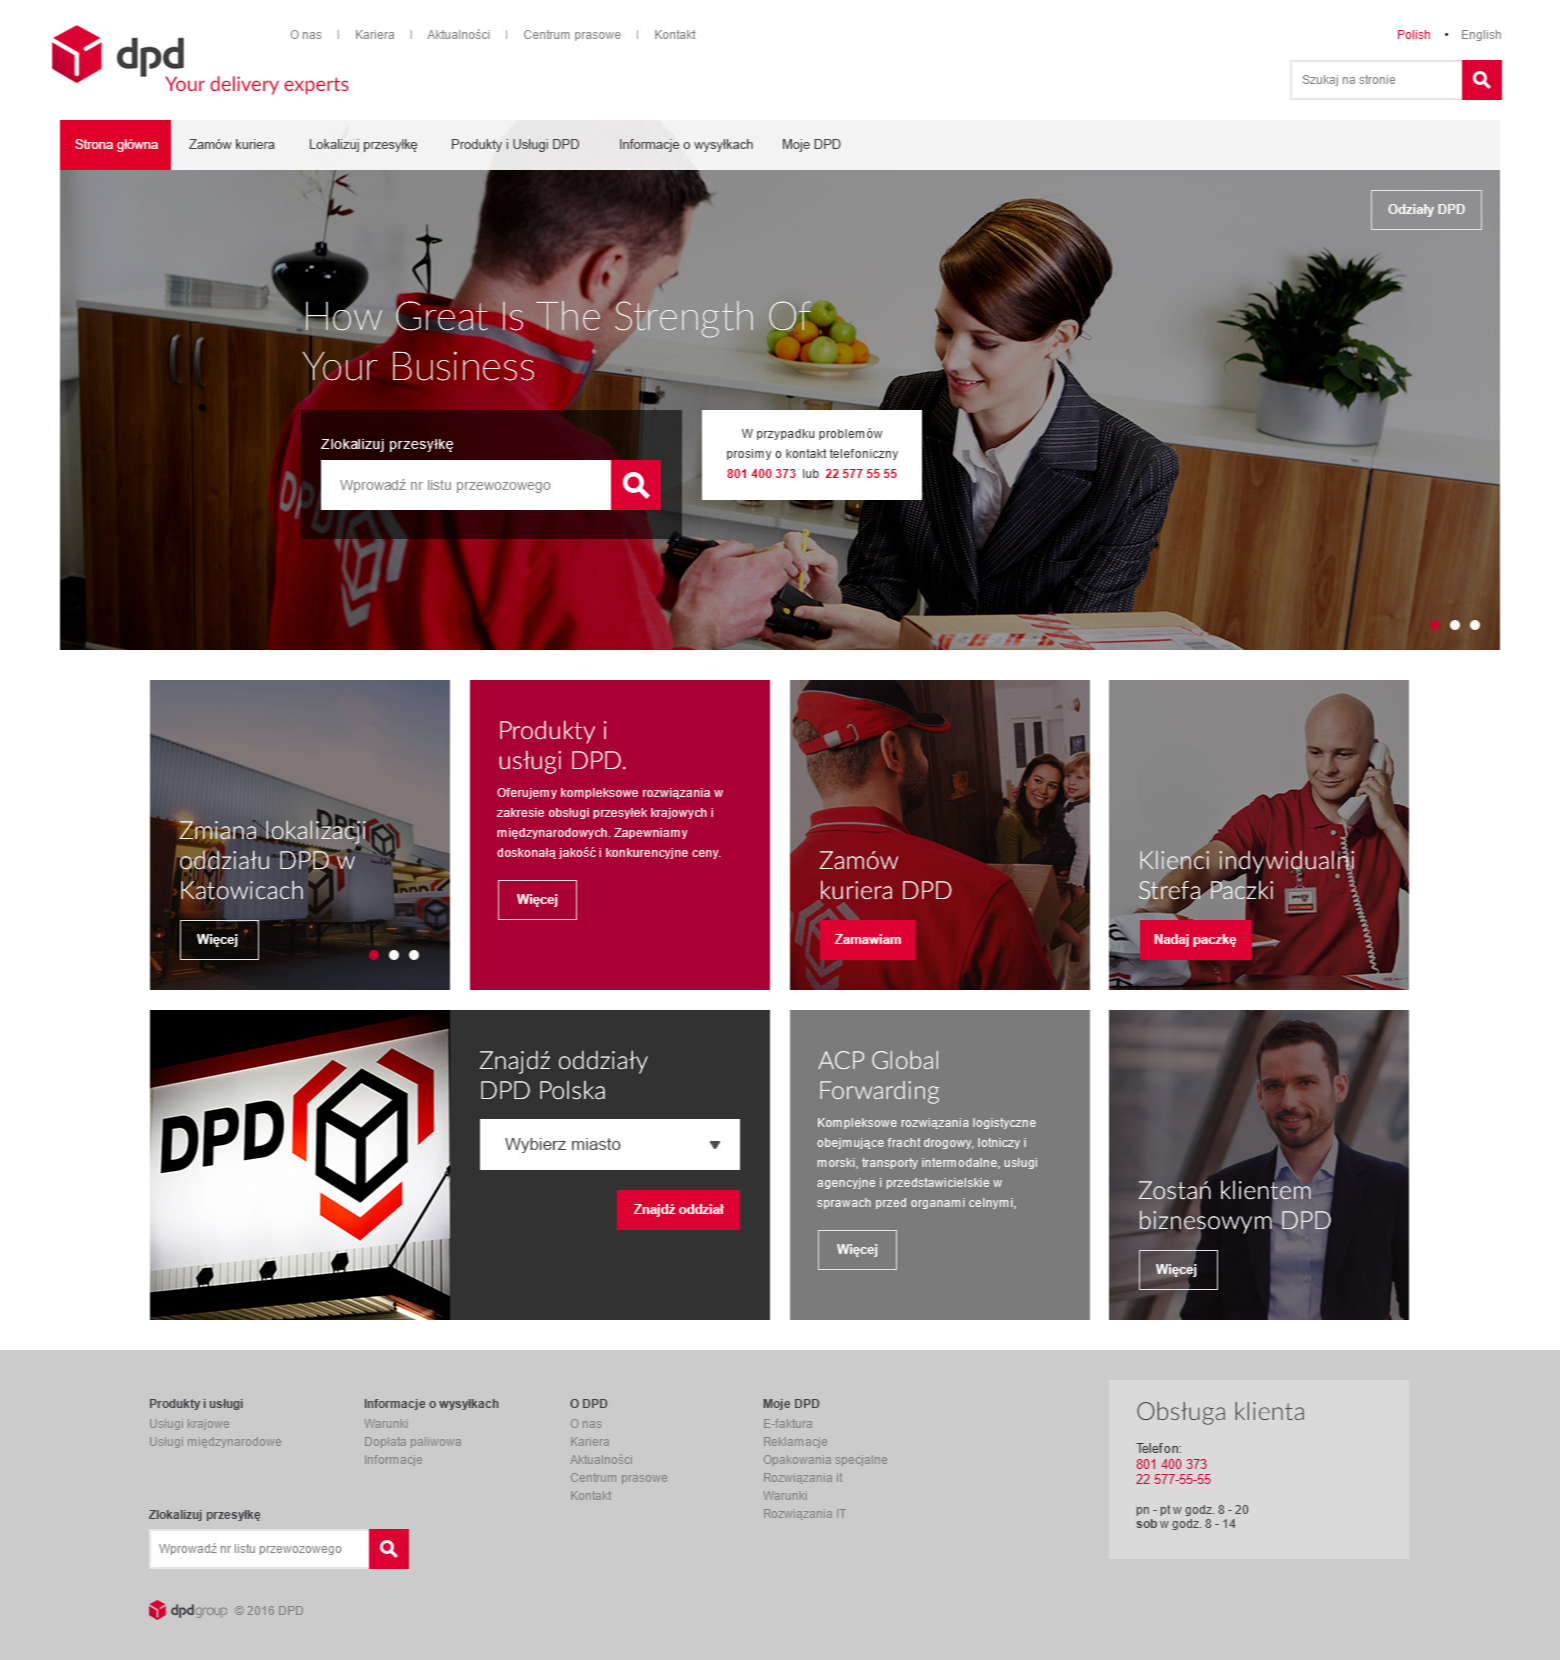 O nas | Kariera | Aktualności | Centrum prasowe | Kontakt
Polish • English
dpd
Your delivery experts
Szukaj na stronie
Strona główna Zamów kuriera Lokalizuj przesyłkę Produkty i Usługi DPD Informacje o wysyłkach Moje DPD
Odziały DPD
How Great Is The Strength Of
Your Business
Zlokalizuj przesyłkę
Wprowadź nr listu przewozowego
W przypadku problemów
prosimy o kontakt telefoniczny
801 400 373 lub 22 577 55 55
DPD
DPD
Zmiana lokalizacji
oddziału DPD w
Katowicach
Więcej
Produkty i
usługi DPD.
Oferujemy kompleksowe rozwiązania w
zakresie obsługi przesyłek krajowych i
międzynarodowych. Zapewniamy
doskonałą jakość i konkurencyjne ceny.
Więcej
Zamów
kuriera DPD
Zamawiam
Klienci indywidualni
Strefa Paczki
Nadaj paczkę
DPD
Znajdź oddziały
DPD Polska
Wybierz miasto
Znajdź oddział
ACP Global
Forwarding
Kompleksowe rozwiązania logistyczne
obejmujące fracht drogowy, lotniczy i
morski, transporty intermodalne, usługi
agencyjne i przedstawicielskie w
sprawach przed organami celnymi,
Więcej
Zostań klientem
biznesowym DPD
Więcej
Produkty i usługi
Usługi krajowe
Usługi międzynarodowe
Informacje o wysyłkach
Warunki
Dopłata paliwowa
Informacje
O DPD
O nas
Kariera
Aktualności
Centrum prasowe
Kontakt
Moje DPD
E-faktura
Reklamacje
Opakowania specjalne
Rozwiązania it
Warunki
Rozwiązania IT
Obsługa klienta
Telefon:
801 400 373
22 577-55-55
pn - pt w godz. 8 - 20
sob w godz. 8 - 14
Zlokalizuj przesyłkę
Wprowadź nr listu przewozowego
dpdgroup © 2016 DPD